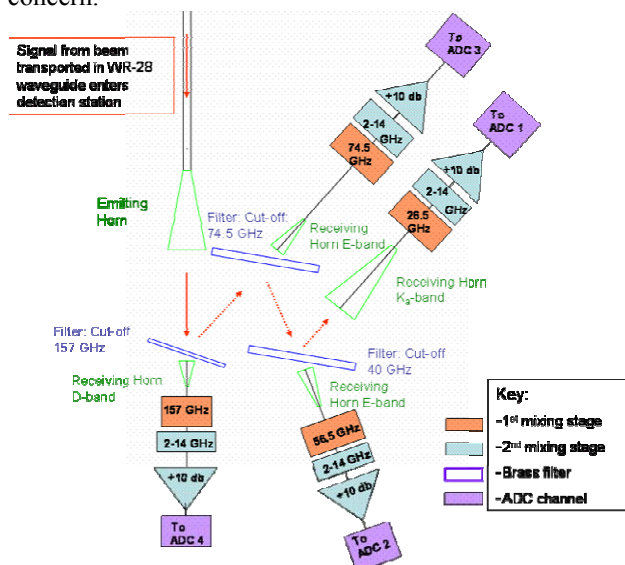 concern.
Signal from beam
transported in WR-28
waveguide enters
detection station
Emitting
Horn
Filter: Cut-off:
74.5 GHz
To
ADC 3
+10 db
2-14
GHz
74.5
GHz
Receiving
Horn E-band
To
ADC 1
+10 db
2-14
GHz
26.5
GHz
Receiving
Horn
Ka-band
Filter: Cut-off
157 GHz
Receiving Horn
D-band
157 GHz
2-14 GHz
+10 db
To
ADC 4
Filter: Cut-off
40 GHz
Receiving
Horn E-band
56.5 GHz
2-14 GHz
+10 db
To
ADC 2
Key:
-1st mixing stage
-2nd mixing stage
-Brass filter
-ADC channel